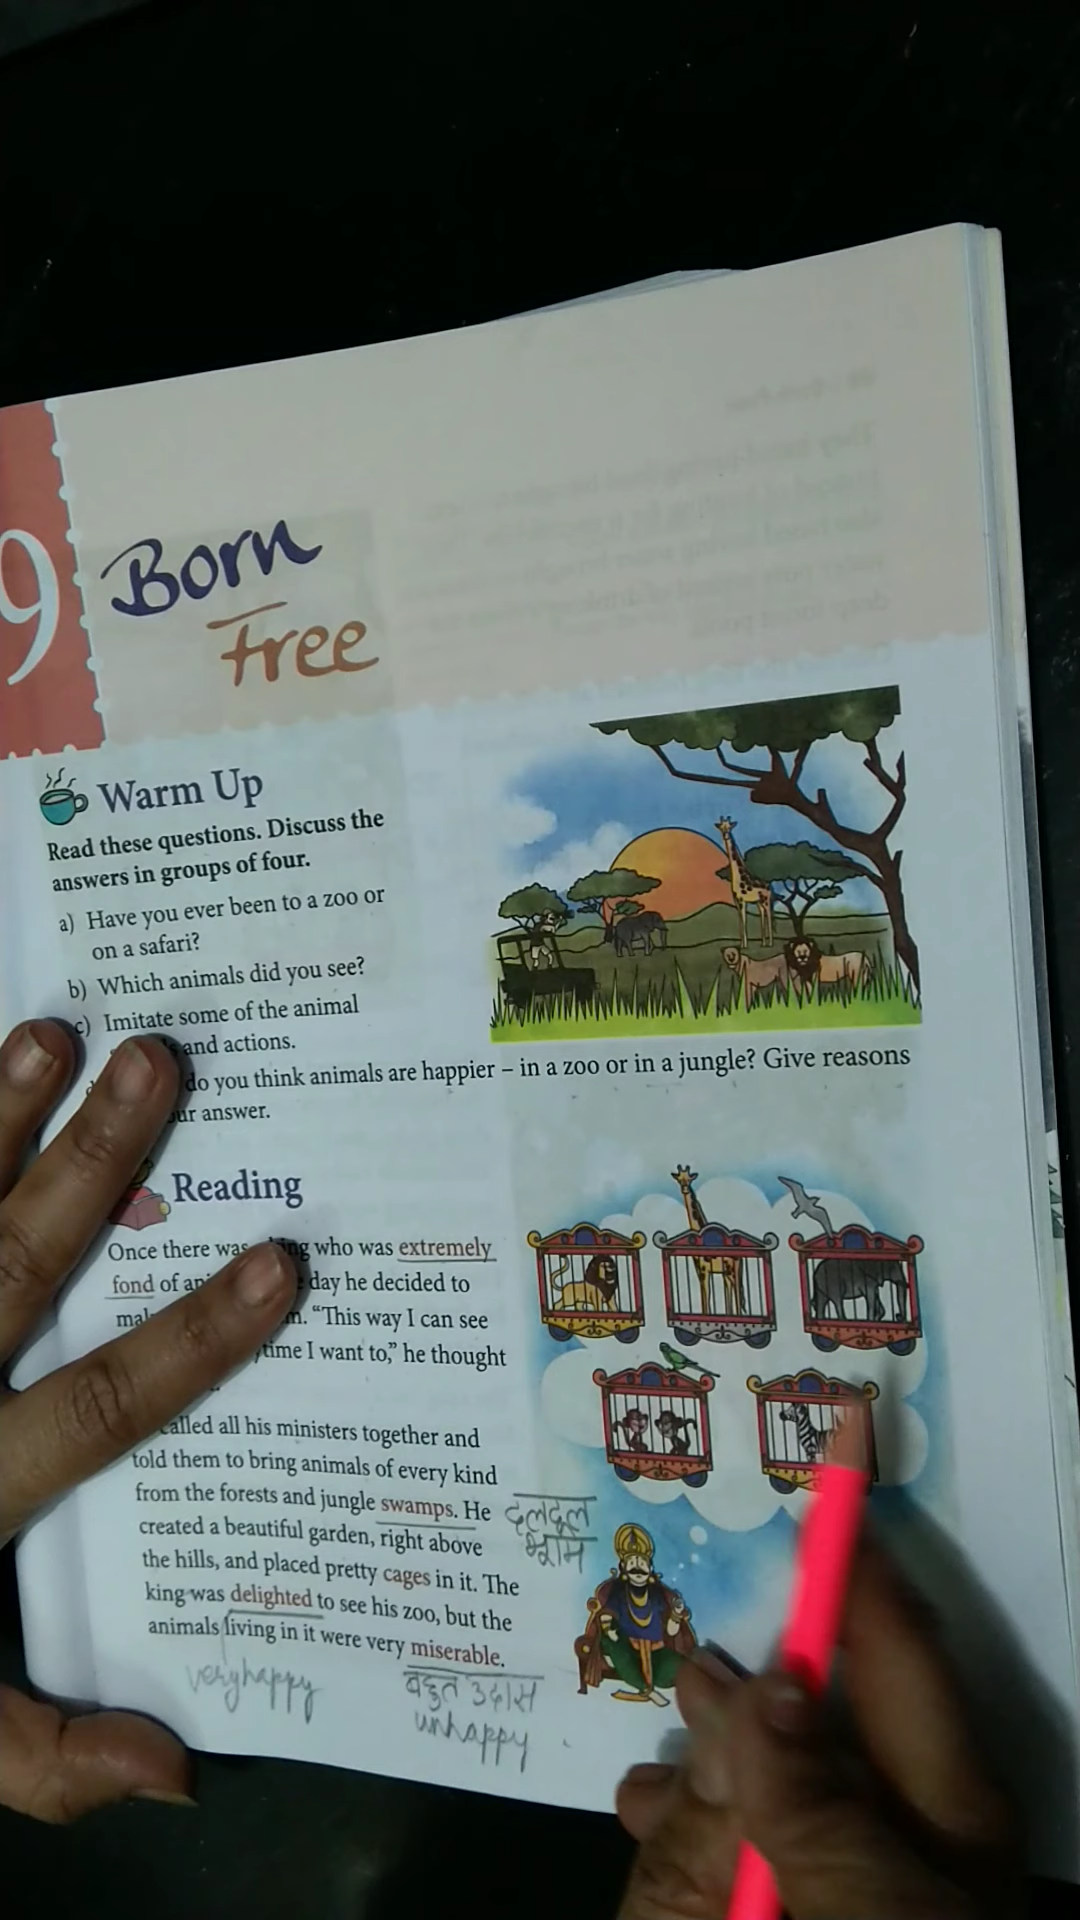 9
Born
Free
Warm Up
Read these questions. Discuss the
answers in groups of four.
a) Have you ever been to a zoo or
on a safari?
b) Which animals did you see?
c) Imitate some of the animal
and actions.
do you think animals are happier – in a zoo or in a jungle? Give reasons
answer.
Reading
Once there was who was extremely
fond of day he decided to
“This way I can see
time I want to,” he thought
called all his ministers together and
told them to bring animals of every kind
from the forests and jungle swamps. He
दलदल
created a beautiful garden, right above
the hills, and placed pretty cages in it. The
king was delighted to see his zoo, but the
animals living in it were very miserable.
very happy
बहुत उदास
unhappy